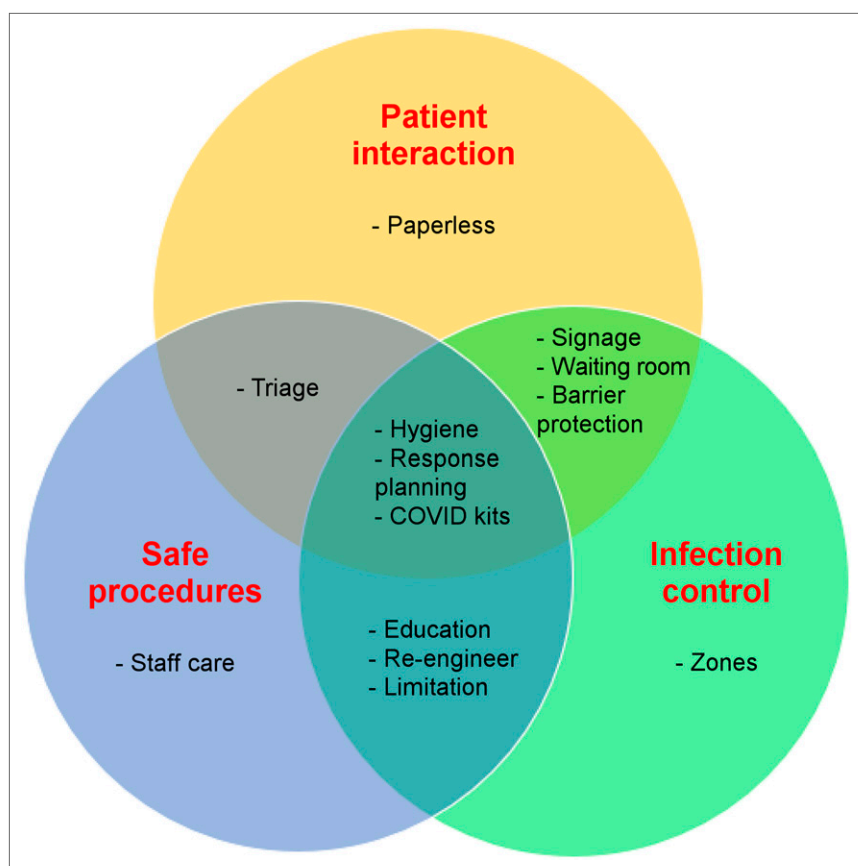 Patient
interaction
- Paperless
- Signage
- Waiting room
- Barrier
protection
- Triage
- Hygiene
- Response
planning
- COVID kits
Safe
procedures
- Staff care
Infection
control
- Zones
- Education
- Re-engineer
- Limitation